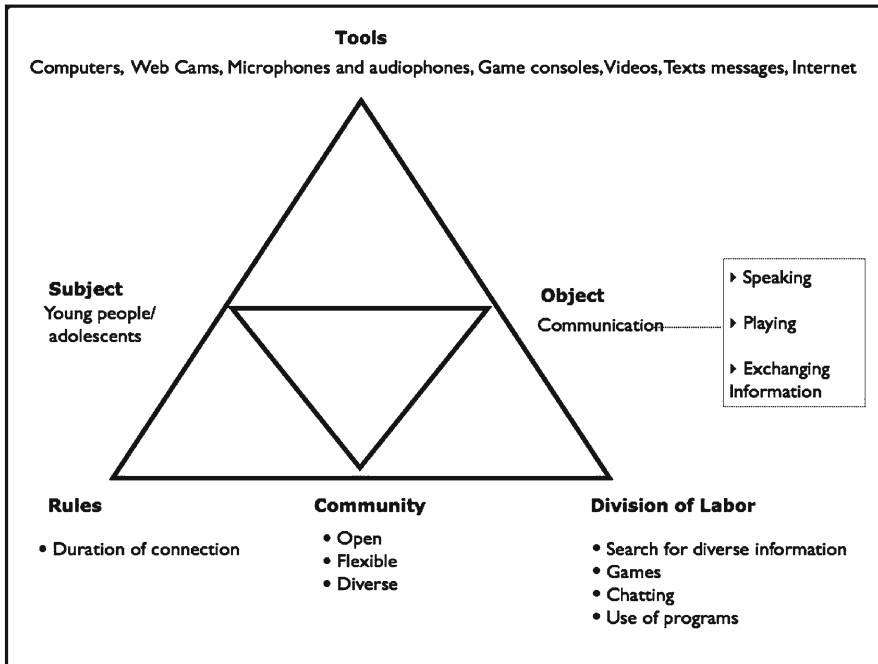 Tools
Computers, Web Cams, Microphones and audiophones, Game consoles, Videos, Texts messages, Internet
Subject
Young people/
adolescents
Object
Communication
▸ Speaking
▸ Playing
▸ Exchanging
Information
Rules
• Duration of connection
Community
• Open
• Flexible
• Diverse
Division of Labor
• Search for diverse information
• Games
• Chatting
• Use of programs